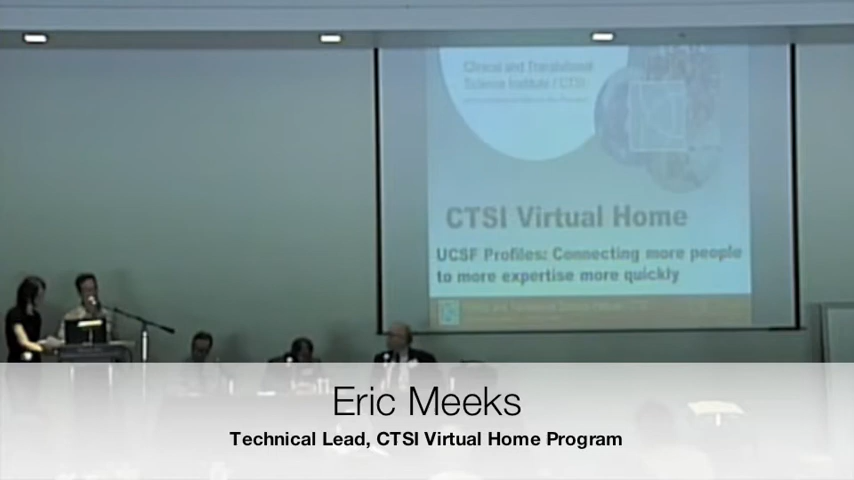 Clinical and Translational
Science Institute / CTSI
CTSI Virtual Home
UCSF Profiles: Connecting more people
to more expertise more quickly
Eric Meeks
Technical Lead, CTSI Virtual Home Program